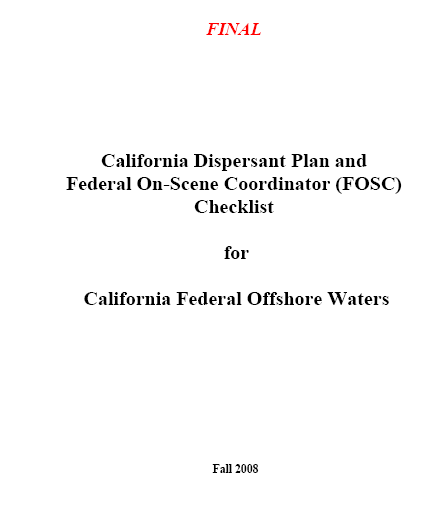 FINAL
California Dispersant Plan and
Federal On-Scene Coordinator (FOSC)
Checklist
for
California Federal Offshore Waters
Fall 2008